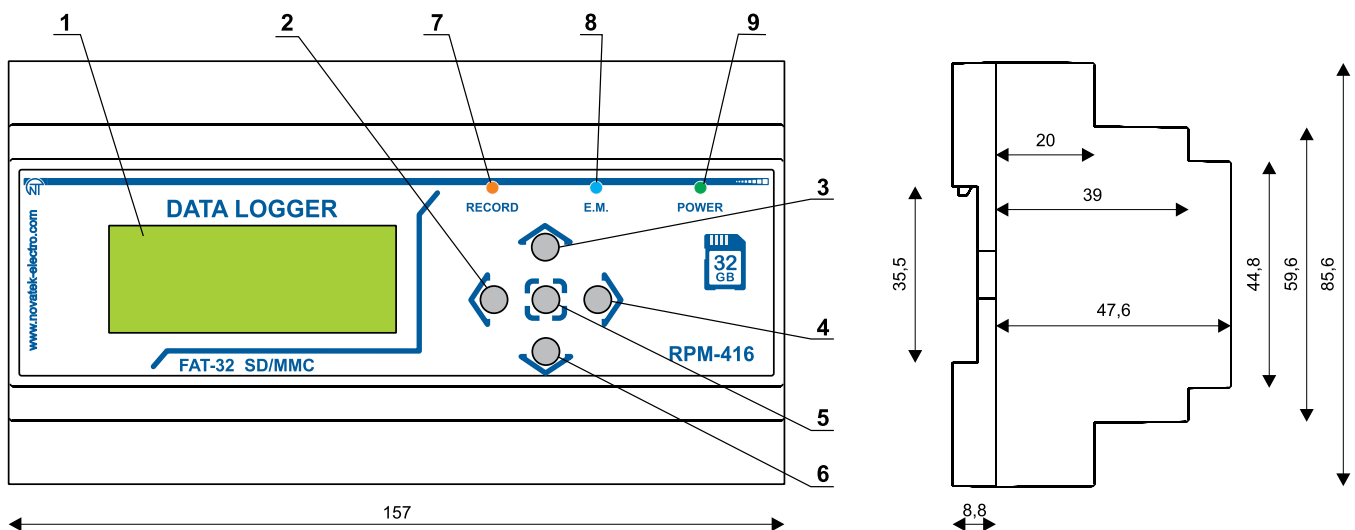 1
2
7
8
9
NT
RECORD
E.M.
POWER
3
www.novatek-electro.com
DATA LOGGER
32
GB
4
FAT-32 SD/MMC
RPM-416
5
6
157
20
39
35,5
47,6
44,8
59,6
85,6
8,8